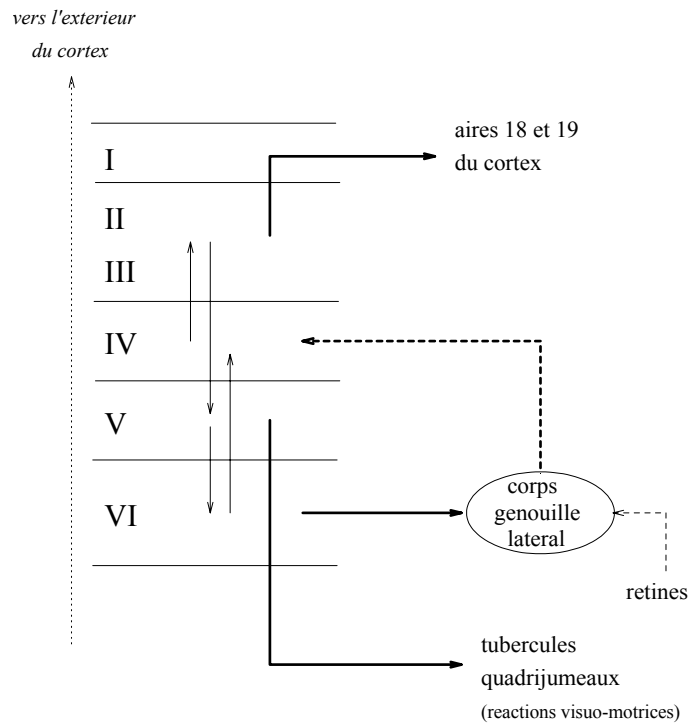 vers l'exterieur
du cortex
aires 18 et 19
du cortex
I
II
III
IV
V
VI
corps
genouille
lateral
retines
tubercules
quadrijumeaux
(reactions visuo-motrices)